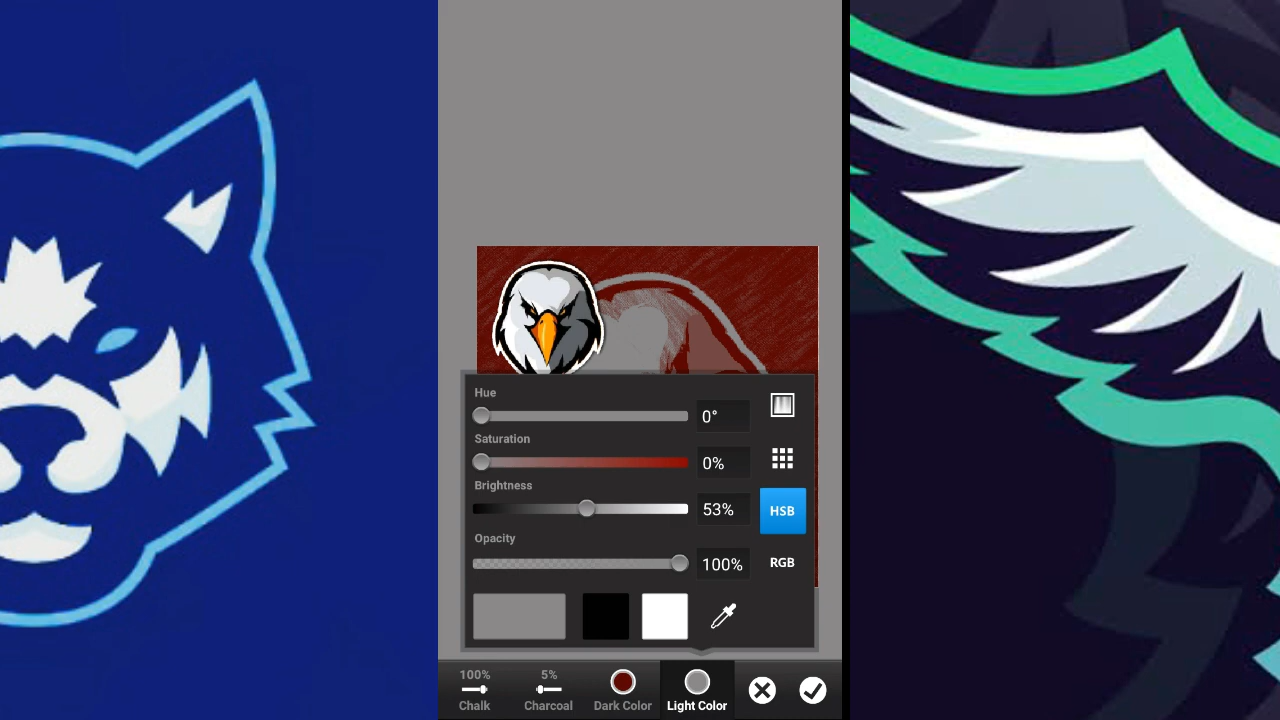 Hue
0°
Saturation
0%
Brightness
53%
HSB
Opacity
100%
RGB
100%
5%
Chalk
Charcoal
Dark Color
Light Color